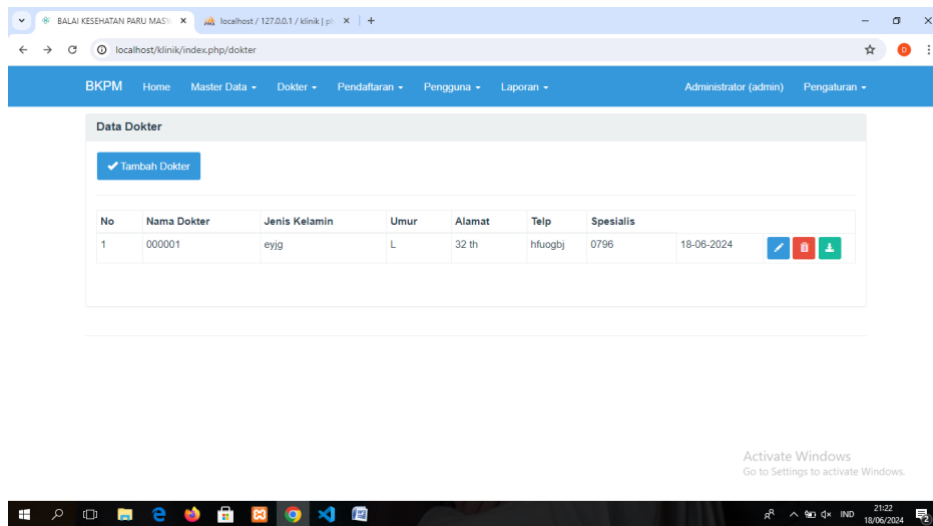 BALAI KESEHATAN PARU MAS
localhost / 127.0.0.1 / klinik | ph
localhost/klinik/index.php/dokter
D
BKPM Home Master Data Dokter Pendaftaran Pengguna Laporan Administrator (admin) Pengaturan
Data Dokter
Tambah Dokter
No Nama Dokter Jenis Kelamin Umur Alamat Telp Spesialis
1 000001 eyjg L 32 th hfuogbj 0796 18-06-2024
Activate Windows
Go to Settings to activate Windows.
IND
21:22
18/06/2024
2